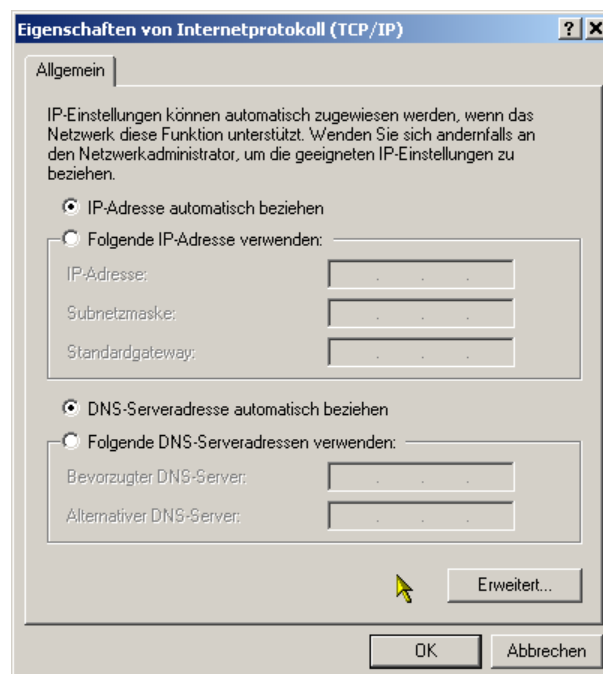 Eigenschaften von Internetprotokoll (TCP/IP)
Allgemein
IP-Einstellungen können automatisch zugewiesen werden, wenn das
Netzwerk diese Funktion unterstützt. Wenden Sie sich andernfalls an
den Netzwerkadministrator, um die geeigneten IP-Einstellungen zu
beziehen.
IP-Adresse automatisch beziehen
Folgende IP-Adresse verwenden:
IP-Adresse:
Subnetzmaske:
Standardgateway:
DNS-Serveradresse automatisch beziehen
Folgende DNS-Serveradressen verwenden:
Bevorzugter DNS-Server:
Alternativer DNS-Server:
Erweitert...
OK Abbrechen